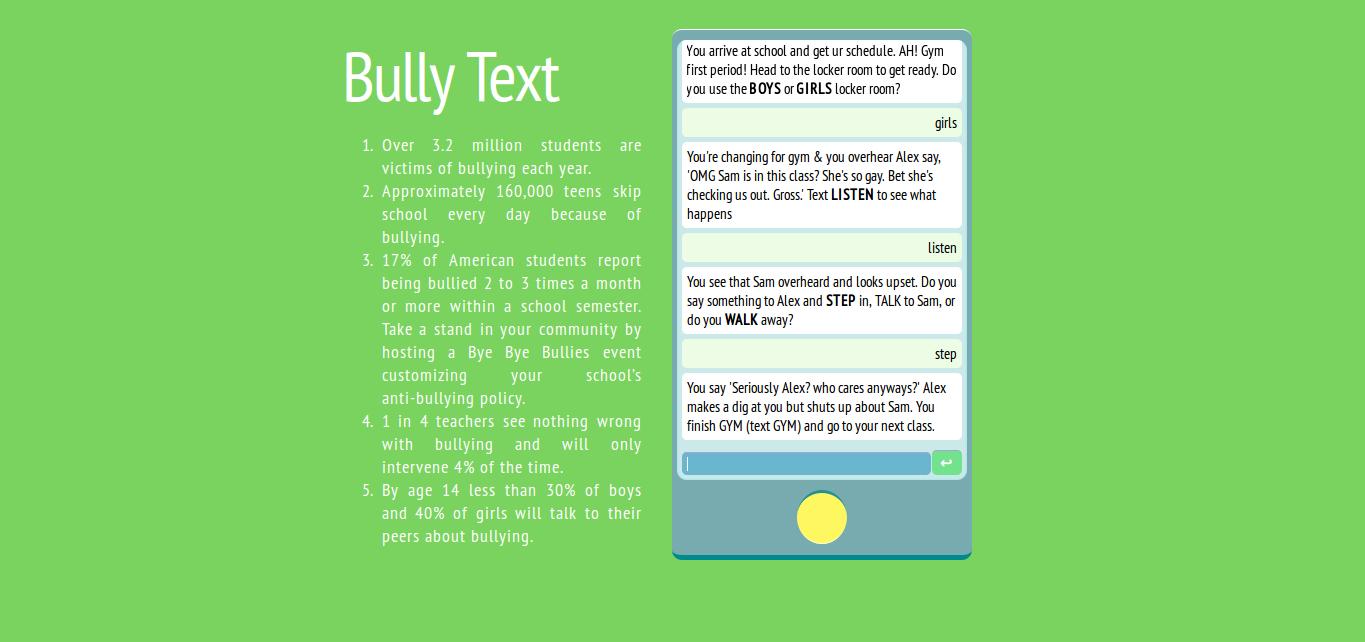 Bully Text
1. Over 3.2 million students are
victims of bullying each year.
2. Approximately 160,000 teens skip
school every day because of
bullying.
3. 17% of American students report
being bullied 2 to 3 times a month
or more within a school semester.
Take a stand in your community by
hosting a Bye Bye Bullies event
customizing your school's
anti-bullying policy.
4. 1 in 4 teachers see nothing wrong
with bullying and will only
intervene 4% of the time.
5. By age 14 less than 30% of boys
and 40% of girls will talk to their
peers about bullying.
You arrive at school and get ur schedule. AH! Gym
first period! Head to the locker room to get ready. Do
you use the BOYS or GIRLS locker room?
girls
You're changing for gym & you overhear Alex say,
'OMG Sam is in this class? She's so gay. Bet she's
checking us out. Gross.' Text LISTEN to see what
happens
listen
You see that Sam overheard and looks upset. Do you
say something to Alex and STEP in, TALK to Sam, or
do you WALK away?
step
You say 'Seriously Alex? who cares anyways?' Alex
makes a dig at you but shuts up about Sam. You
finish GYM (text GYM) and go to your next class.